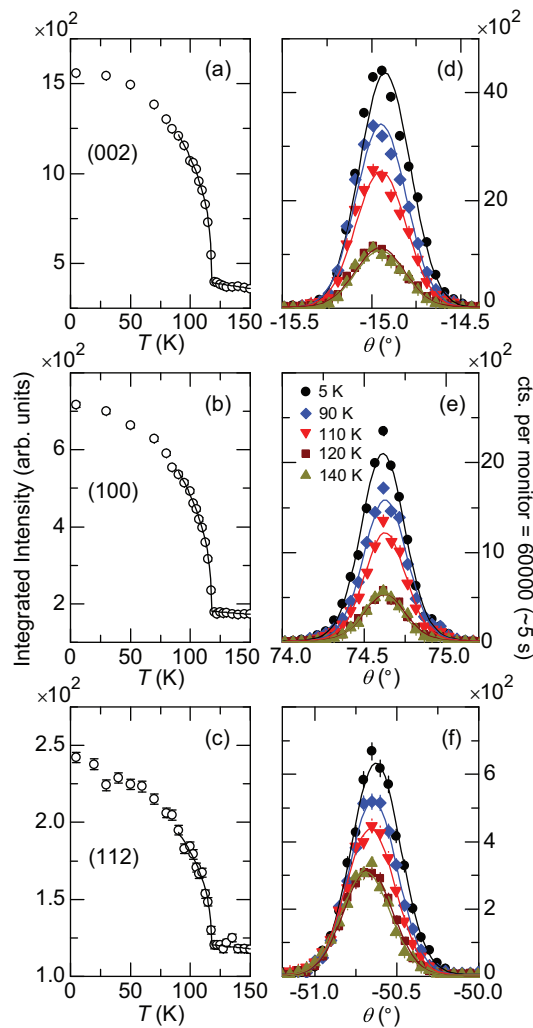 ×10²
(a)
15
10
5
(002)
0 50 100 150
T (K)
(d)
×10²
40
20
0
-15.5 -15.0 -14.5
θ (°)
×10²
(b)
6
4
2
(100)
0 50 100 150
T (K)
(e)
×10²
5 K
90 K
110 K
120 K
140 K
20
10
0
74.0 74.5 75.0
θ (°)
×10²
(c)
2.5
2.0
1.5
1.0
(112)
0 50 100 150
T (K)
(f)
×10²
6
4
2
0
-51.0 -50.5 -50.0
θ (°)
Integrated Intensity (arb. units)
cts. per monitor = 60000 (~5 s)